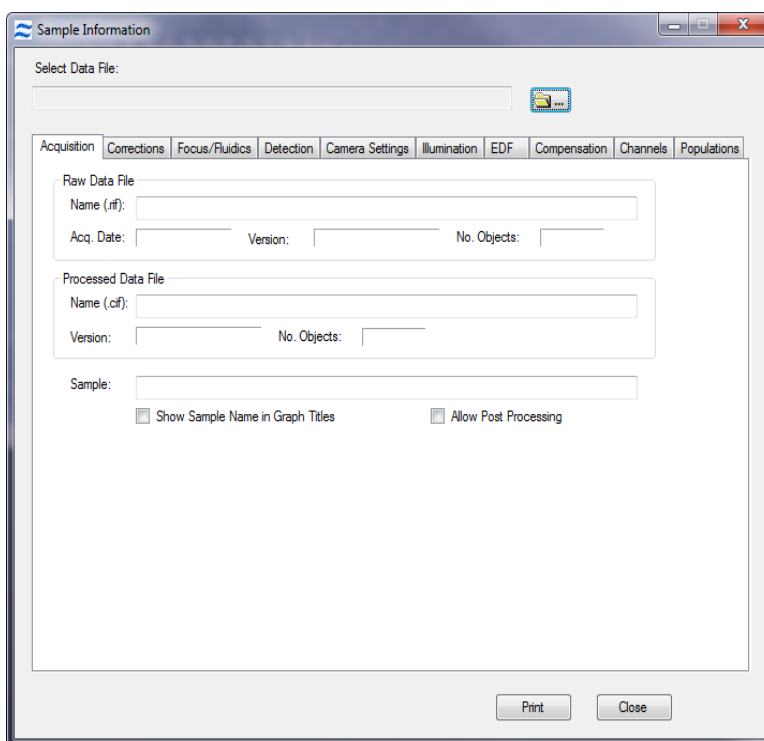 Sample Information
X
Select Data File:
...
Acquisition Corrections Focus/Fluidics Detection Camera Settings Illumination EDF Compensation Channels Populations
Raw Data File
Name (.rif):
Acq. Date: Version: No. Objects:
Processed Data File
Name (.cif):
Version: No. Objects:
Sample:
Show Sample Name in Graph Titles Allow Post Processing
Print Close